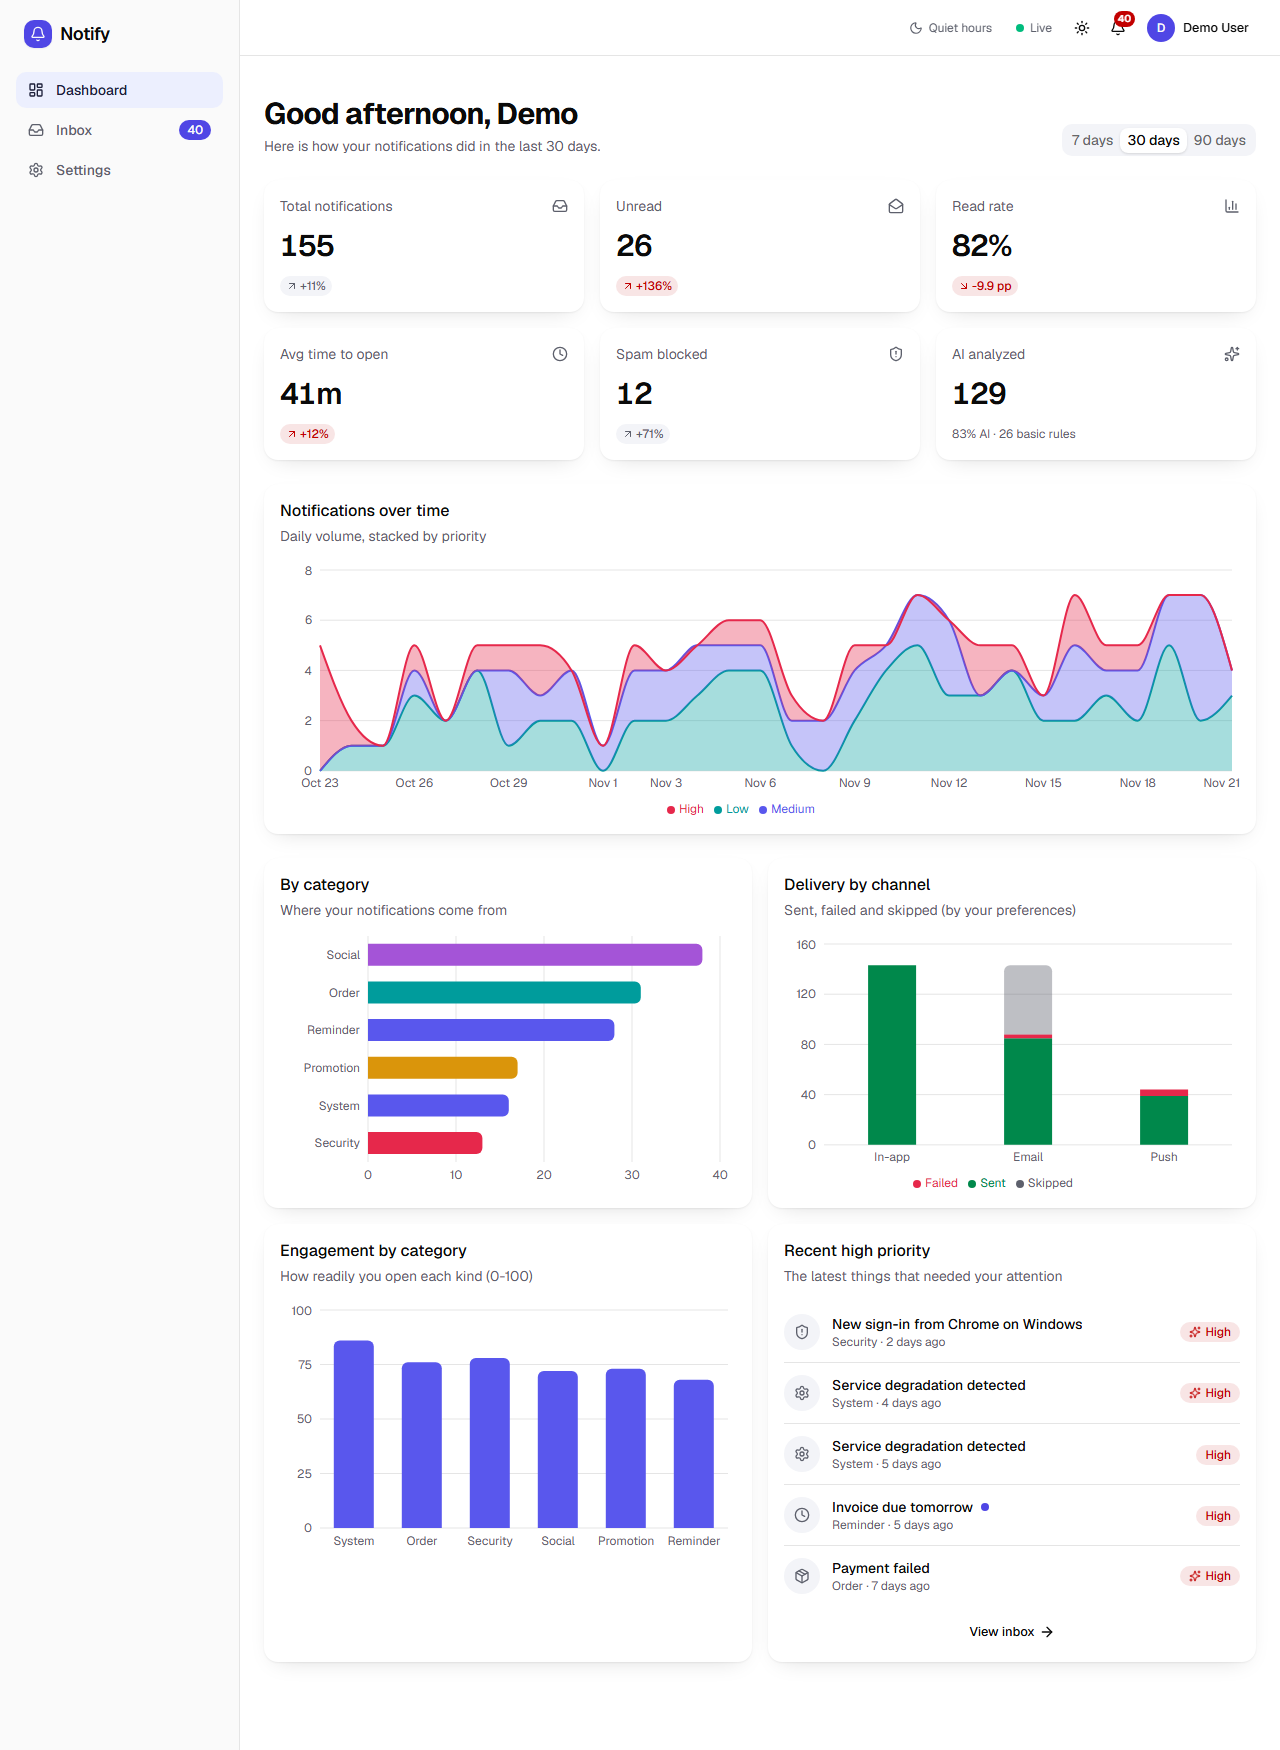 Notify
Dashboard
Inbox
40
Settings
Quiet hours
Live
40
D
Demo User
Good afternoon, Demo
Here is how your notifications did in the last 30 days.
7 days
30 days
90 days
Total notifications
155
+11%
Unread
26
+136%
Read rate
82%
-9.9 pp
Avg time to open
41m
+12%
Spam blocked
12
+71%
AI analyzed
129
83% AI · 26 basic rules
Notifications over time
Daily volume, stacked by priority
8
6
4
2
0
Oct 23
Oct 26
Oct 29
Nov 1
Nov 3
Nov 6
Nov 9
Nov 12
Nov 15
Nov 18
Nov 21
High
Low
Medium
By category
Where your notifications come from
Social
Order
Reminder
Promotion
System
Security
0
10
20
30
40
Delivery by channel
Sent, failed and skipped (by your preferences)
160
120
80
40
0
In-app
Email
Push
Failed
Sent
Skipped
Engagement by category
How readily you open each kind (0-100)
100
75
50
25
0
System
Order
Security
Social
Promotion
Reminder
Recent high priority
The latest things that needed your attention
New sign-in from Chrome on Windows
Security · 2 days ago
High
Service degradation detected
System · 4 days ago
High
Service degradation detected
System · 5 days ago
High
Invoice due tomorrow
Reminder · 5 days ago
High
Payment failed
Order · 7 days ago
High
View inbox